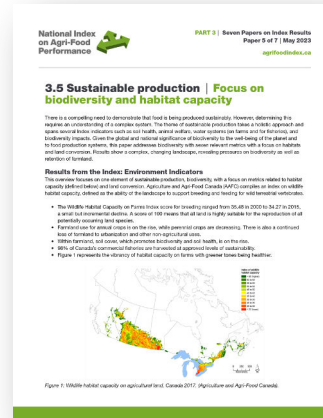 National Index
on Agri-Food
Performance
PART 3 | Seven Papers on Index Results
Paper 5 of 7 | May 2023
agrifoodindex.ca
3.5 Sustainable production | Focus on
biodiversity and habitat capacity
There is a compelling need to demonstrate that food is being produced sustainably. However, determining this
requires an understanding of a complex system. The theme of sustainable production takes a holistic approach and
spans several Index indicators such as soil health, animal welfare, water systems (on farms and for fisheries), and
biodiversity impacts. Given the global and national significance of biodiversity to the well-being of the planet and
to food production systems, this paper addresses biodiversity with seven relevant metrics with a focus on habitats
and land conversion. Results show a complex, changing landscape, revealing pressures on biodiversity as well as
retention of farmland.
Results from the Index: Environment Indicators
This overview focuses on one element of sustainable production, biodiversity, with a focus on metrics related to habitat
capacity (defined below) and land conversion. Agriculture and Agri-Food Canada (AAFC) compiles an index on wildlife
habitat capacity, defined as the ability of the landscape to support breeding and feeding for wild terrestrial vertebrates.
• The Wildlife Habitat Capacity on Farms Index score for breeding ranged from 55.48 in 2000 to 54.27 in 2015,
a small but incremental decline. A score of 100 means that all land is highly suitable for the reproduction of all
potentially occurring land species.
• Farmland use for annual crops is on the rise, while perennial crops are decreasing. There is also a continued
loss of farmland to urbanization and other non-agricultural uses.
• Within farmland, soil cover, which promotes biodiversity and soil health, is on the rise.
• 96% of Canada's commercial fisheries are harvested at approved levels of sustainability.
• Figure 1 represents the vibrancy of habitat capacity on farms with greener tones being healthier.
Figure 1: Wildlife habitat capacity on agricultural land, Canada 2017. (Agriculture and Agri-Food Canada).